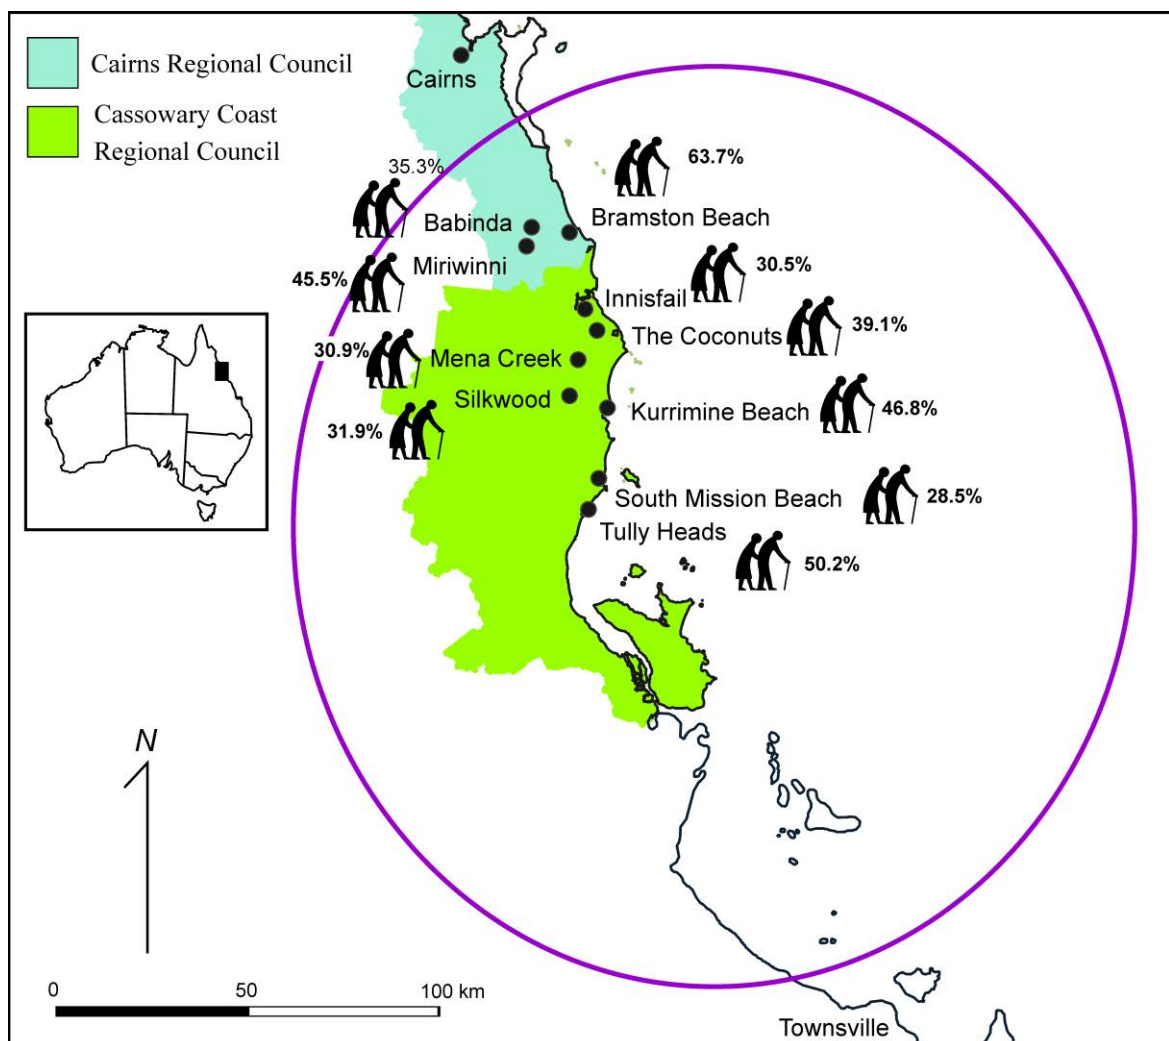 Cairns Regional Council
Cassowary Coast
Regional Council
Cairns
35.3%
63.7%
Babinda
Bramston Beach
Miriwinni
45.5%
30.5%
Innisfail
The Coconuts
39.1%
30.9%
Mena Creek
Silkwood
Kurrimine Beach
46.8%
31.9%
South Mission Beach
28.5%
Tully Heads
50.2%
N
0 50 100 km
Townsville